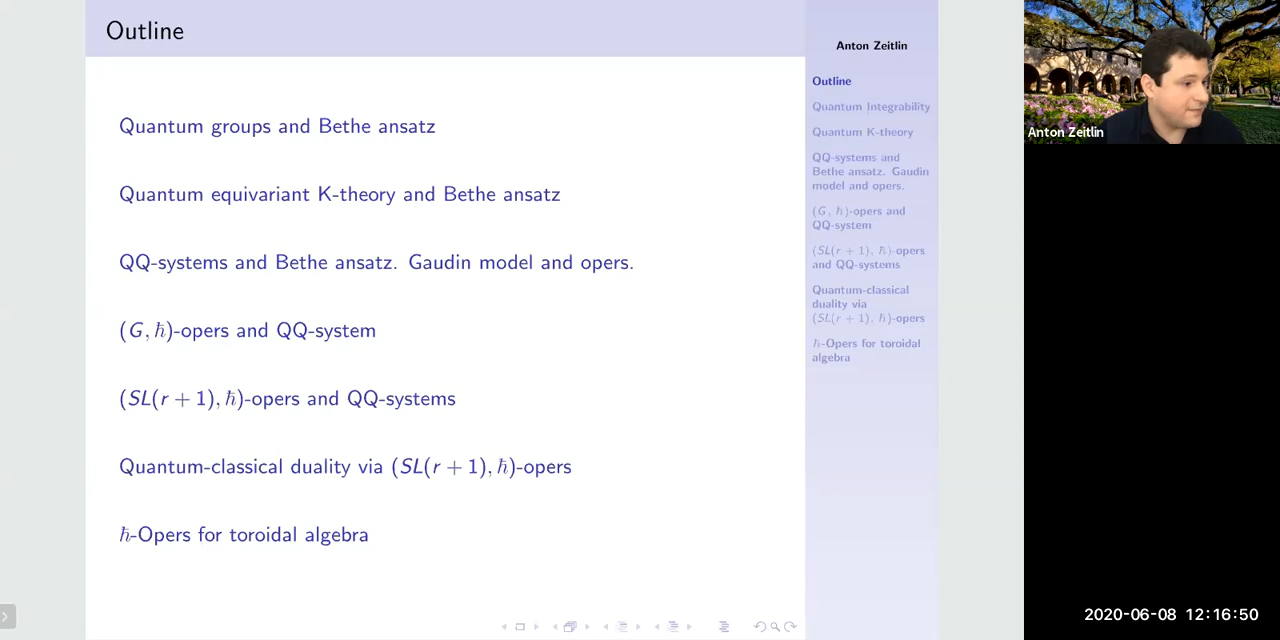 Outline
Quantum groups and Bethe ansatz
Quantum equivariant K-theory and Bethe ansatz
QQ-systems and Bethe ansatz. Gaudin model and opers.
(G, ħ)-opers and QQ-system
(SL(r + 1), ħ)-opers and QQ-systems
Quantum-classical duality via (SL(r + 1), ħ)-opers
ħ-Opers for toroidal algebra
Anton Zeitlin
Outline
Quantum Integrability
Quantum K-theory
QQ-systems and
Bethe ansatz. Gaudin
model and opers.
(G, ħ)-opers and
QQ-system
(SL(r + 1), ħ)-opers
and QQ-systems
Quantum-classical
duality via
(SL(r + 1), ħ)-opers
ħ-Opers for toroidal
algebra
Anton Zeitlin
2020-06-08 12:16:50